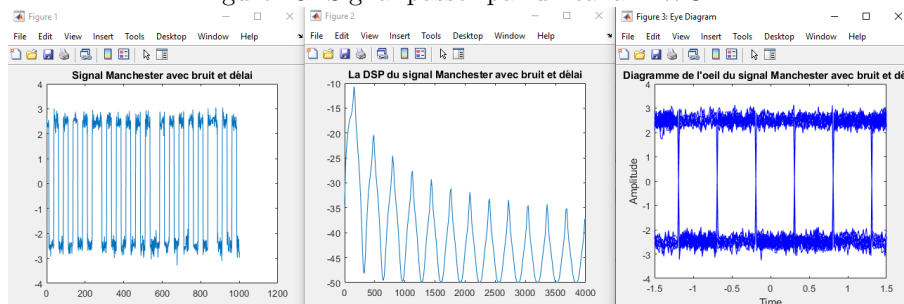 Figure 1
File Edit View Insert Tools Desktop Window Help
Signal Manchester avec bruit et dèlai
4
3
2
1
0
-1
-2
-3
-4
0 200 400 600 800 1000 1200
Figure 2
File Edit View Insert Tools Desktop Window Help
La DSP du signal Manchester avec bruit et dèlai
-10
-15
-20
-25
-30
-35
-40
-45
-50
0 500 1000 1500 2000 2500 3000 3500 4000
Figure 3: Eye Diagram
File Edit View Insert Tools Desktop Window Help
Diagramme de l'oeil du signal Manchester avec bruit et dè
4
3
2
1
0
-1
-2
-3
-4
Amplitude
-1.5 -1 -0.5 0 0.5 1 1.5
Time